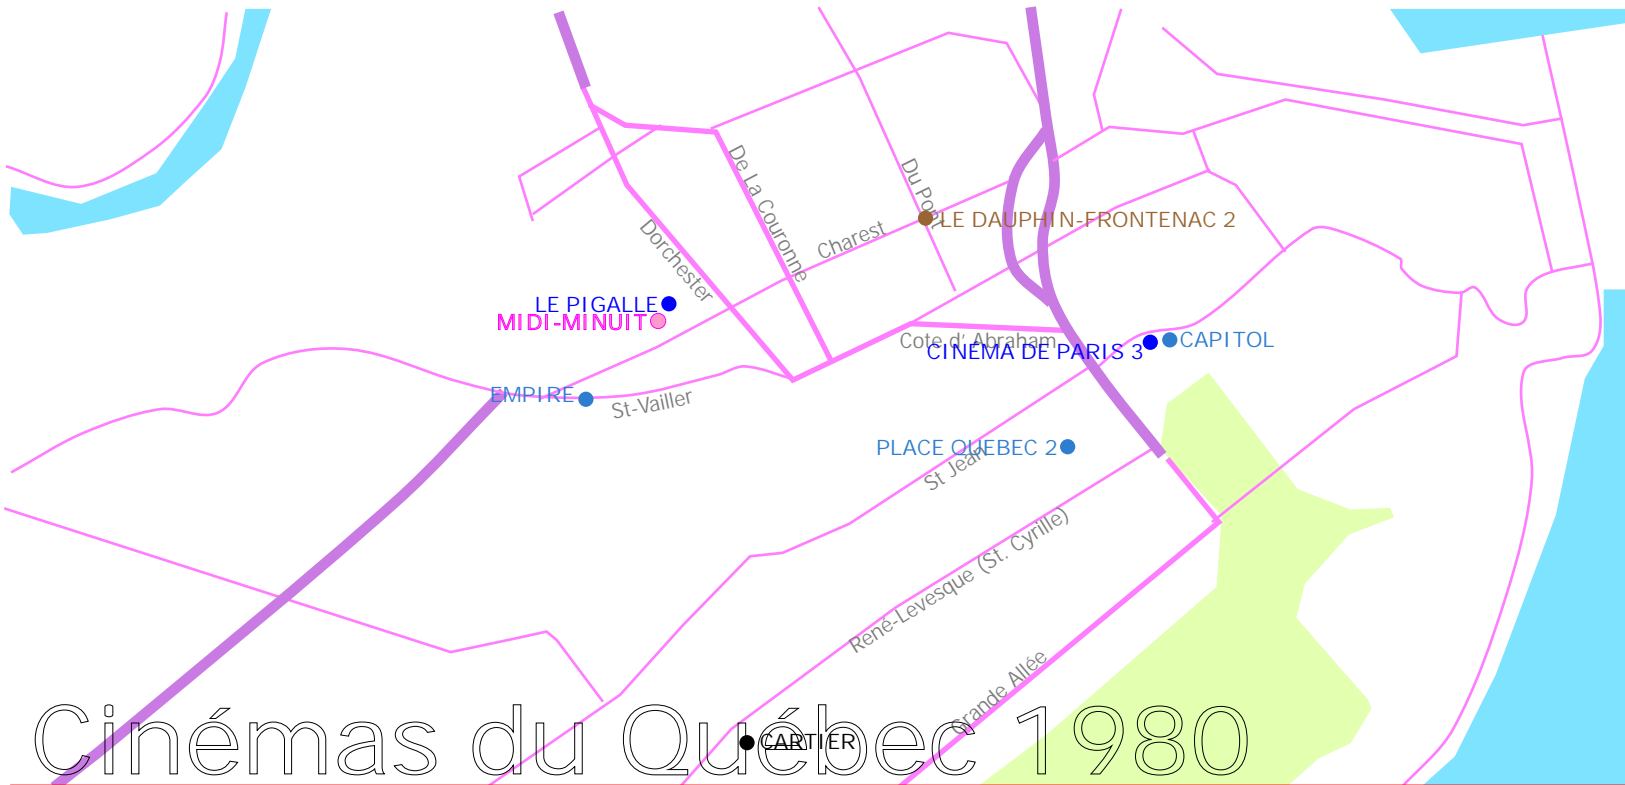 De La Couronne
Du Pont
LE DAUPHIN-FRONTENAC 2
Charest
Dorchester
LE PIGALLE
MIDI-MINUIT
Cote d' Abraham
CINEMA DE PARIS 3
CAPITOL
EMPIRE
St-Vailler
PLACE QUEBEC 2
St Jean
Rene-Levesque (St. Cyrille)
Grande Allée
CARTIER
Cinémas du Québec 1980